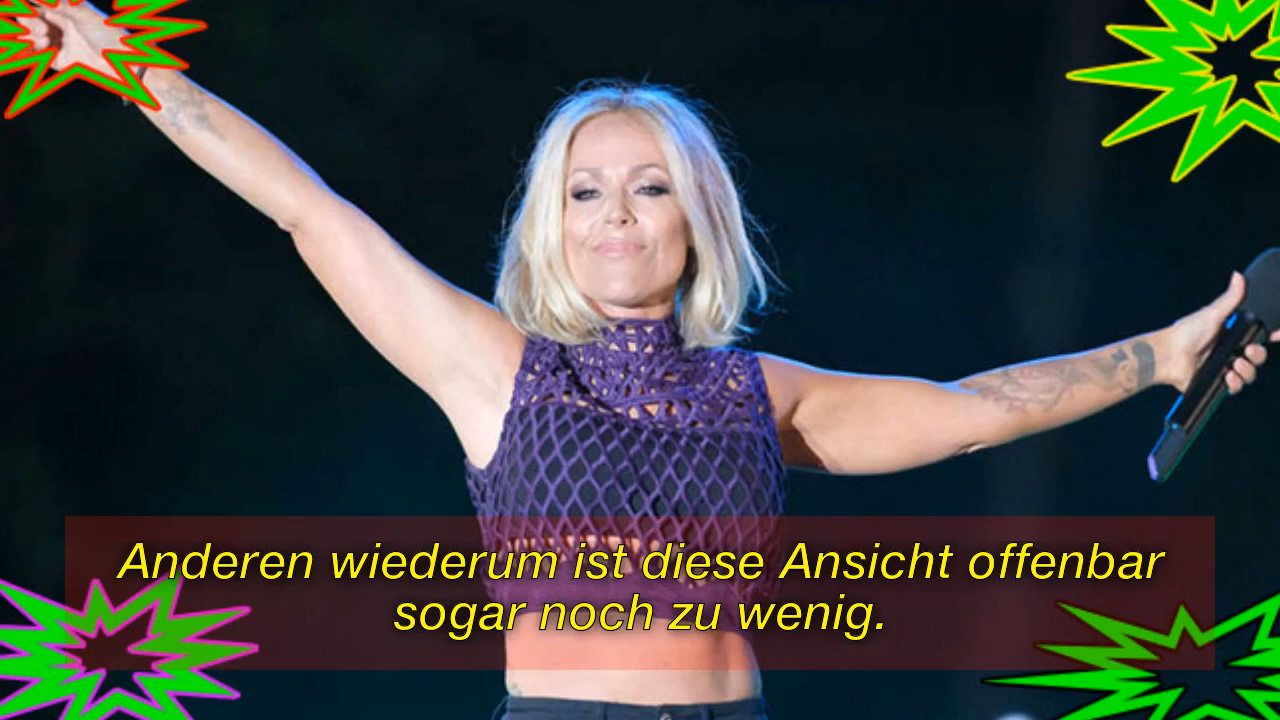 Anderen wiederum ist diese Ansicht offenbar
sogar noch zu wenig.